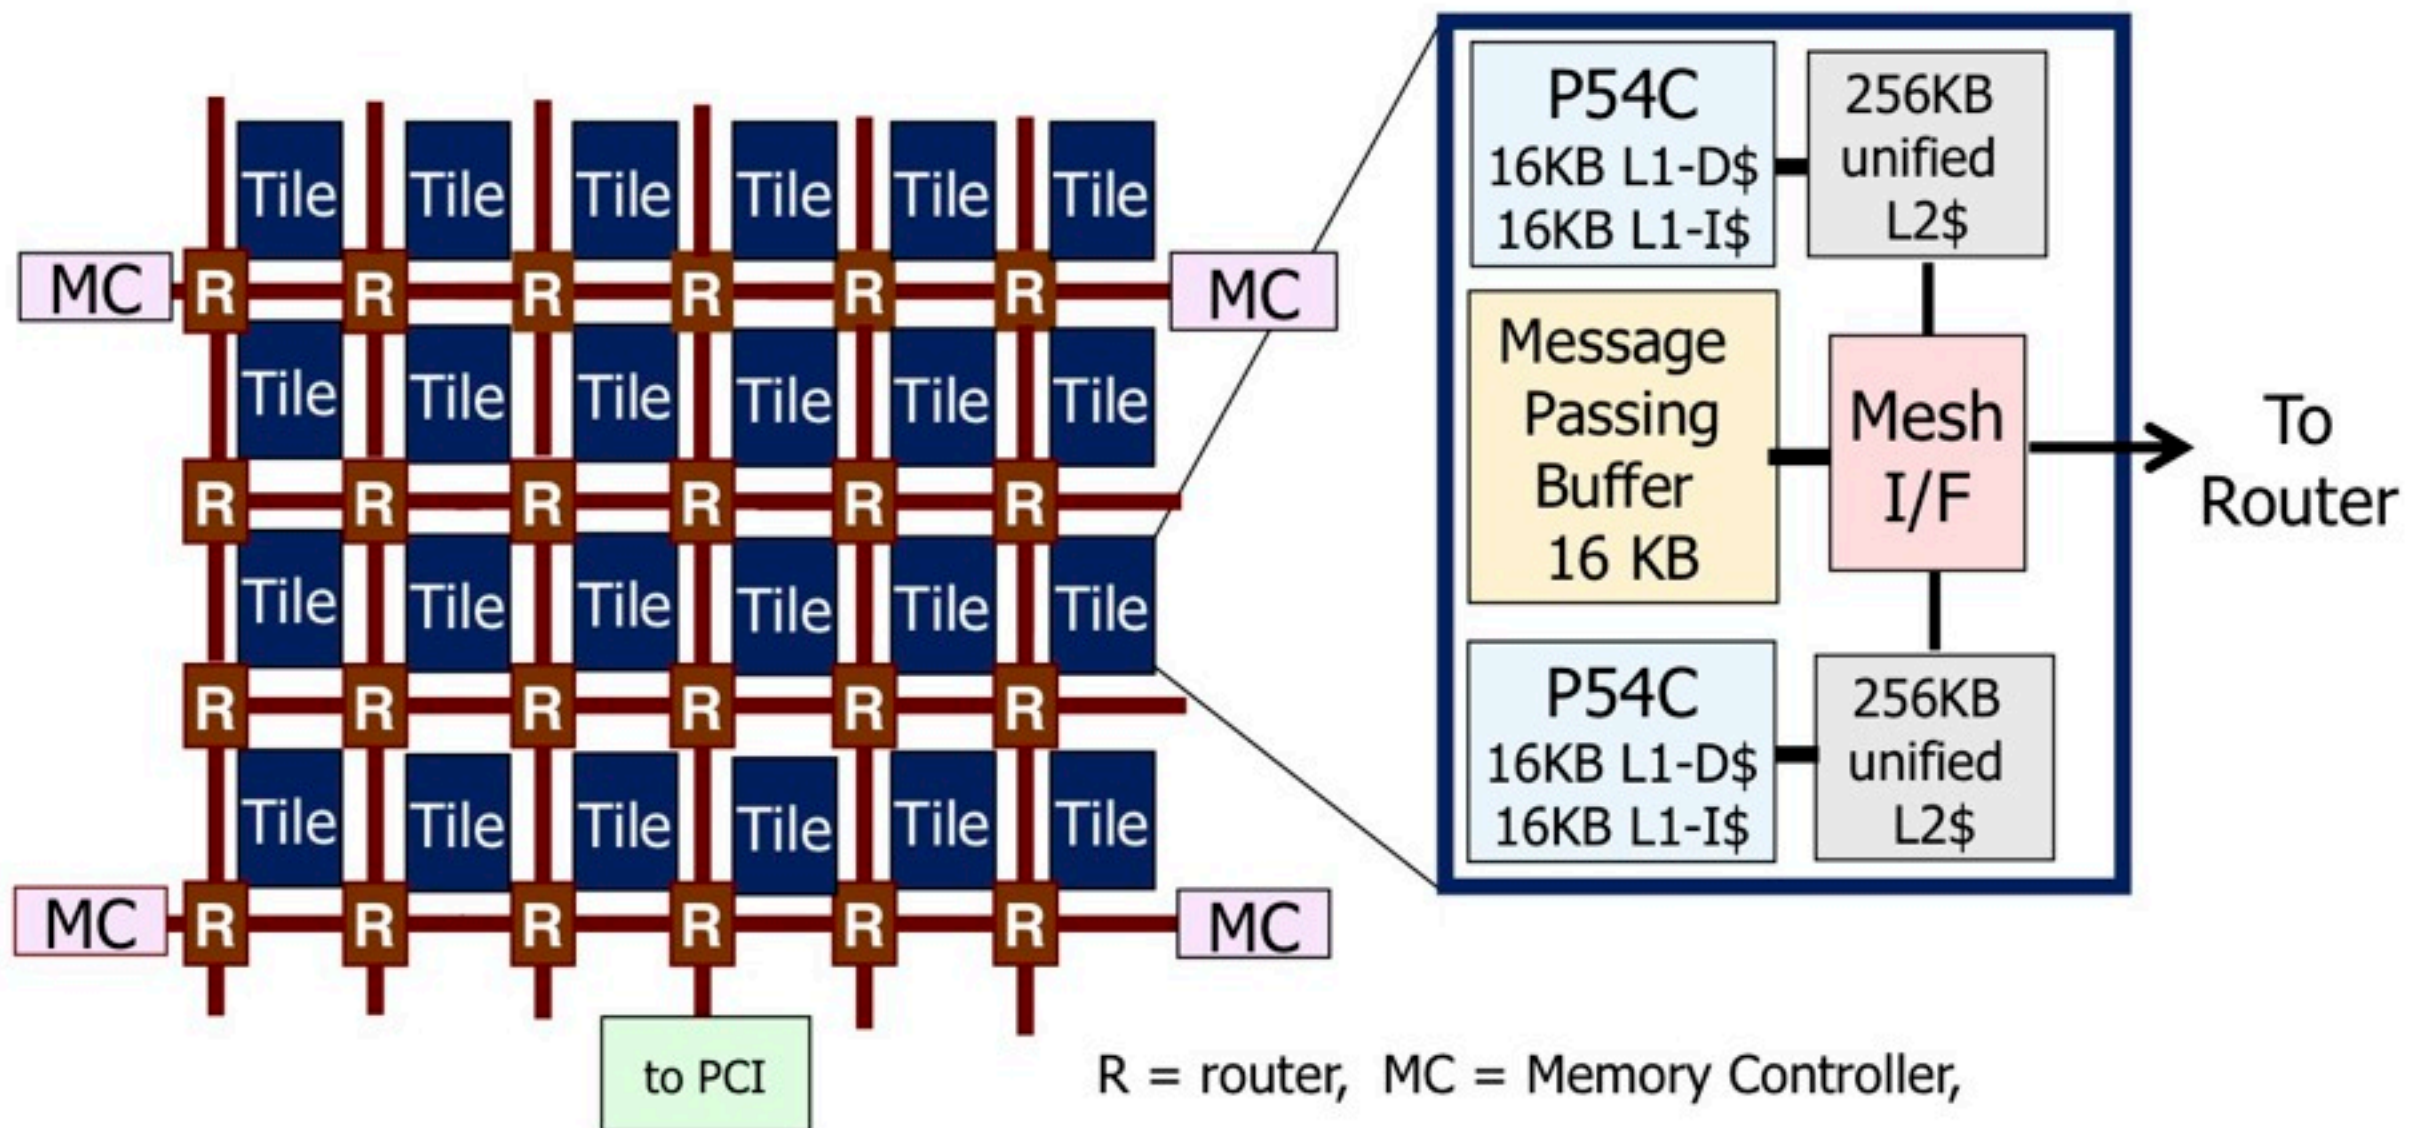 Tile Tile Tile Tile Tile Tile
MC R R R R R R MC
Tile Tile Tile Tile Tile Tile
R R R R R R
Tile Tile Tile Tile Tile Tile
R R R R R R
Tile Tile Tile Tile Tile Tile
MC R R R R R R MC
to PCI
P54C
16KB L1-D$
16KB L1-I$
256KB
unified
L2$
Message
Passing
Buffer
16 KB
Mesh
I/F
To
Router
P54C
16KB L1-D$
16KB L1-I$
256KB
unified
L2$
R = router, MC = Memory Controller,